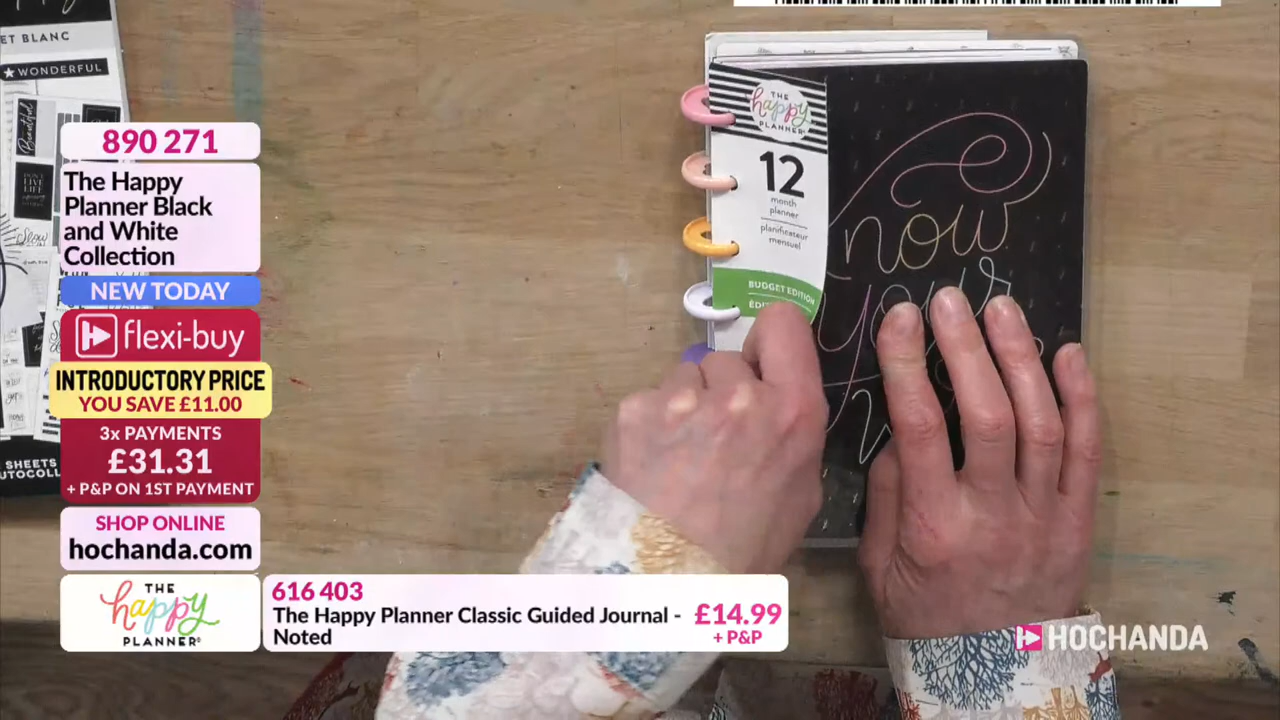 ET BLANC
★WONDERFUL
890 271
The Happy
Planner Black
and White
Collection
NEW TODAY
flexi-buy
INTRODUCTORY PRICE
YOU SAVE £11.00
3x PAYMENTS
£31.31
+ P&P ON 1ST PAYMENT
SHEETS
SHOP ONLINE
hochanda.com
THE
happy
PLANNER®
616 403
The Happy Planner Classic Guided Journal -
Noted
£14.99
+ P&P
THE
happy
PLANNER®
12
month
planner
planificateur
mensuel
BUDGET EDITION
now
HOCHANDA